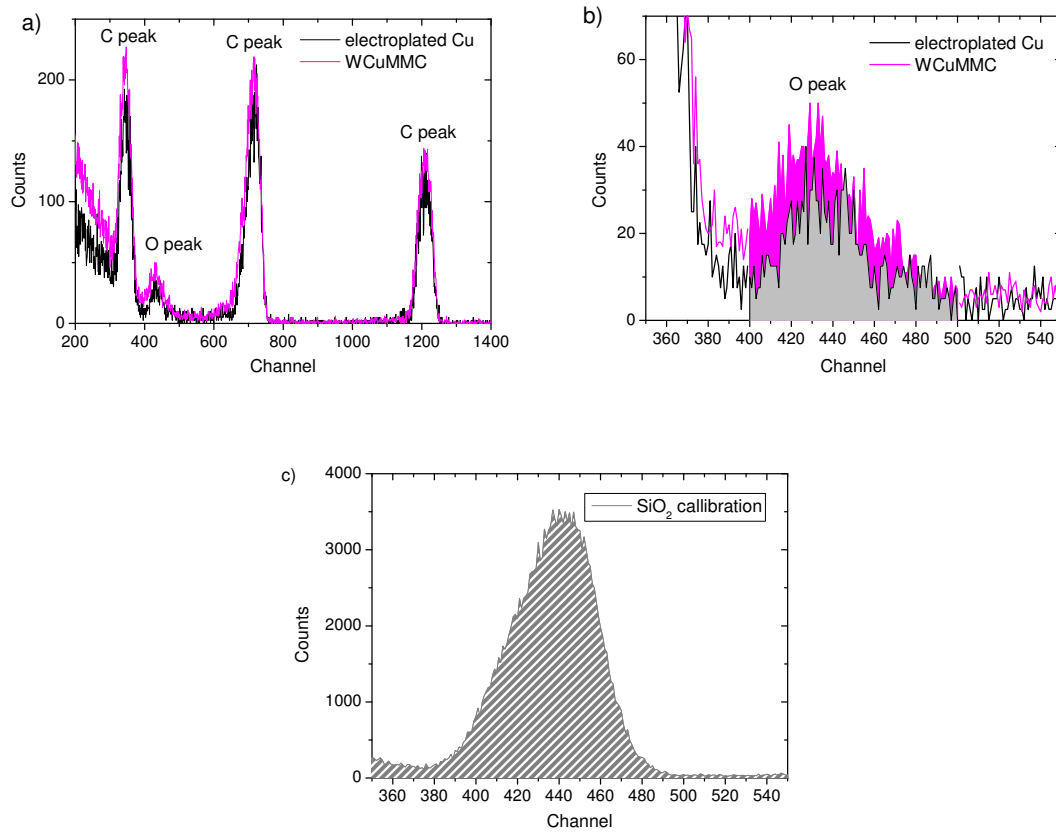 a)
C peak
C peak
electroplated Cu
WCuMMC
C peak
O peak
200
100
0
Counts
200 400 600 800 1000 1200 1400
Channel
b)
electroplated Cu
WCuMMC
O peak
60
50
40
30
20
10
0
Counts
360 380 400 420 440 460 480 500 520 540
Channel
c)
SiO2 callibration
4000
3000
2000
1000
0
Counts
360 380 400 420 440 460 480 500 520 540
Channel